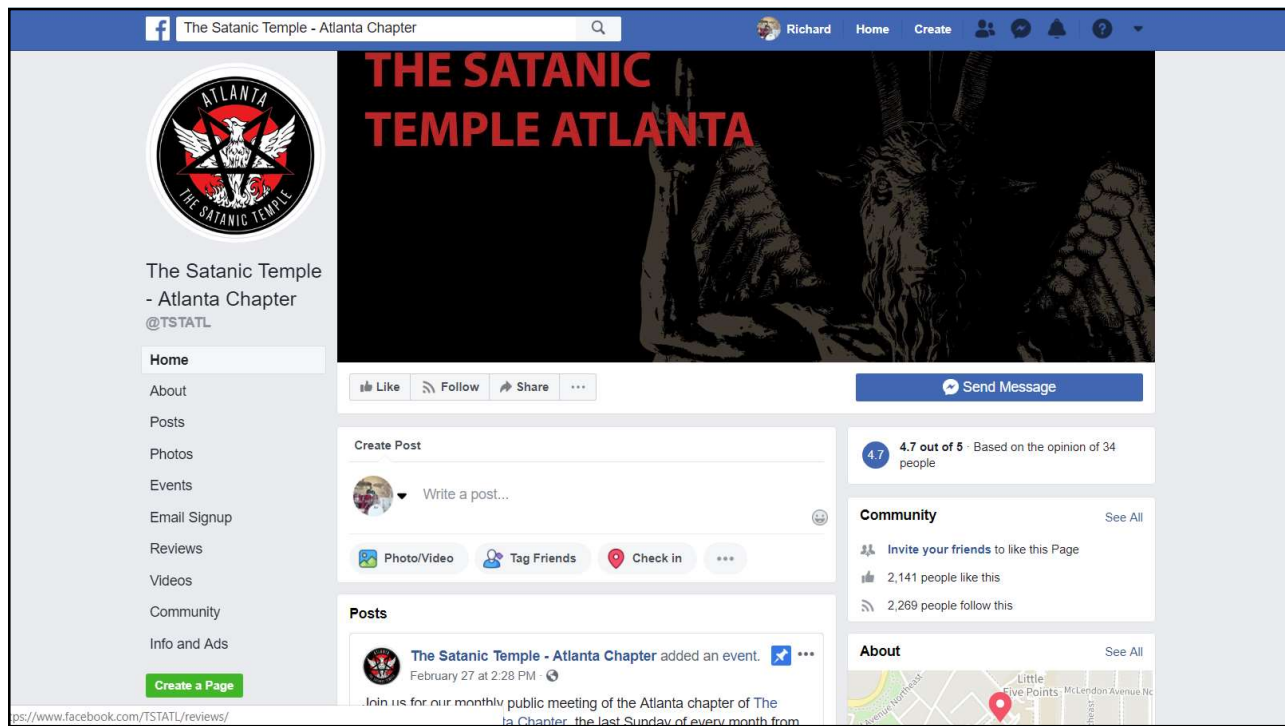 The Satanic Temple - Atlanta Chapter
Richard Home Create
ATLANTA
THE SATANIC TEMPLE
THE SATANIC
TEMPLE ATLANTA
The Satanic Temple
- Atlanta Chapter
@TSTATL
Home
About
Posts
Photos
Events
Email Signup
Reviews
Videos
Community
Info and Ads
Create a Page
Like Follow Share
Send Message
Create Post
Write a post...
Photo/Video Tag Friends Check in
Posts
The Satanic Temple - Atlanta Chapter added an event.
February 27 at 2:28 PM ·
Join us for our monthly public meeting of the Atlanta chapter of The
ta Chapter, the last Sunday of every month from
4.7
4.7 out of 5 · Based on the opinion of 34
people
Community See All
Invite your friends to like this Page
2,141 people like this
2,269 people follow this
About See All
Little
Five Points
McLendon Avenue No
ps://www.facebook.com/TSTATL/reviews/